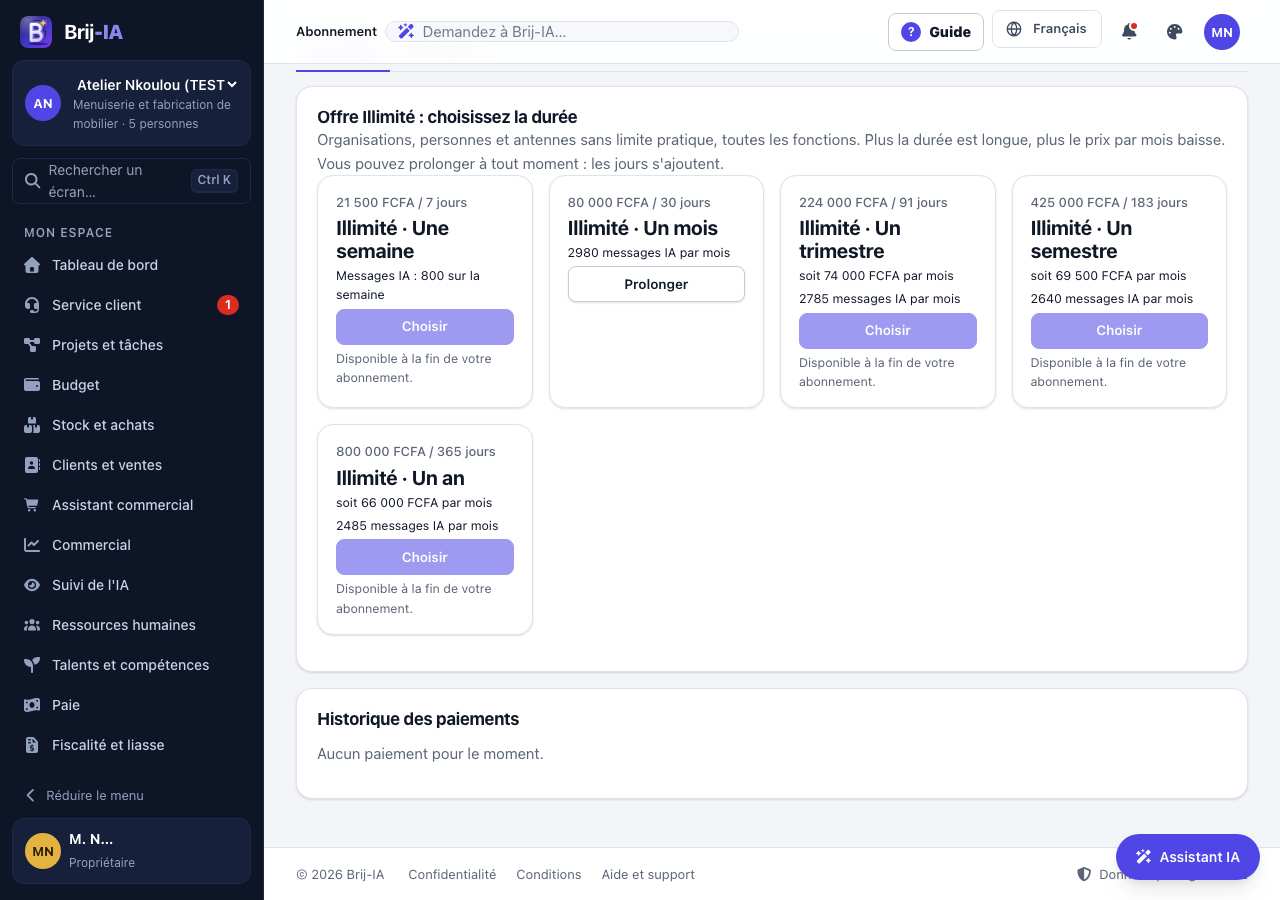 Brij-IA
AN
Atelier Nkoulou (TEST
Menuiserie et fabrication de
mobilier · 5 personnes
Rechercher un
écran...
Ctrl K
MON ESPACE
Tableau de bord
Service client
1
Projets et tâches
Budget
Stock et achats
Clients et ventes
Assistant commercial
Commercial
Suivi de l'IA
Ressources humaines
Talents et compétences
Paie
Fiscalité et liasse
Réduire le menu
MN
M. N...
Propriétaire
Abonnement
Demandez à Brij-IA...
? Guide
Français
MN
Offre Illimité : choisissez la durée
Organisations, personnes et antennes sans limite pratique, toutes les fonctions. Plus la durée est longue, plus le prix par mois baisse.
Vous pouvez prolonger à tout moment : les jours s'ajoutent.
21 500 FCFA / 7 jours
Illimité · Une
semaine
Messages IA : 800 sur la
semaine
Choisir
Disponible à la fin de votre
abonnement.
80 000 FCFA / 30 jours
Illimité · Un mois
2980 messages IA par mois
Prolonger
224 000 FCFA / 91 jours
Illimité · Un
trimestre
soit 74 000 FCFA par mois
2785 messages IA par mois
Choisir
Disponible à la fin de votre
abonnement.
425 000 FCFA / 183 jours
Illimité · Un
semestre
soit 69 500 FCFA par mois
2640 messages IA par mois
Choisir
Disponible à la fin de votre
abonnement.
800 000 FCFA / 365 jours
Illimité · Un an
soit 66 000 FCFA par mois
2485 messages IA par mois
Choisir
Disponible à la fin de votre
abonnement.
Historique des paiements
Aucun paiement pour le moment.
© 2026 Brij-IA
Confidentialité
Conditions
Aide et support
Assistant IA